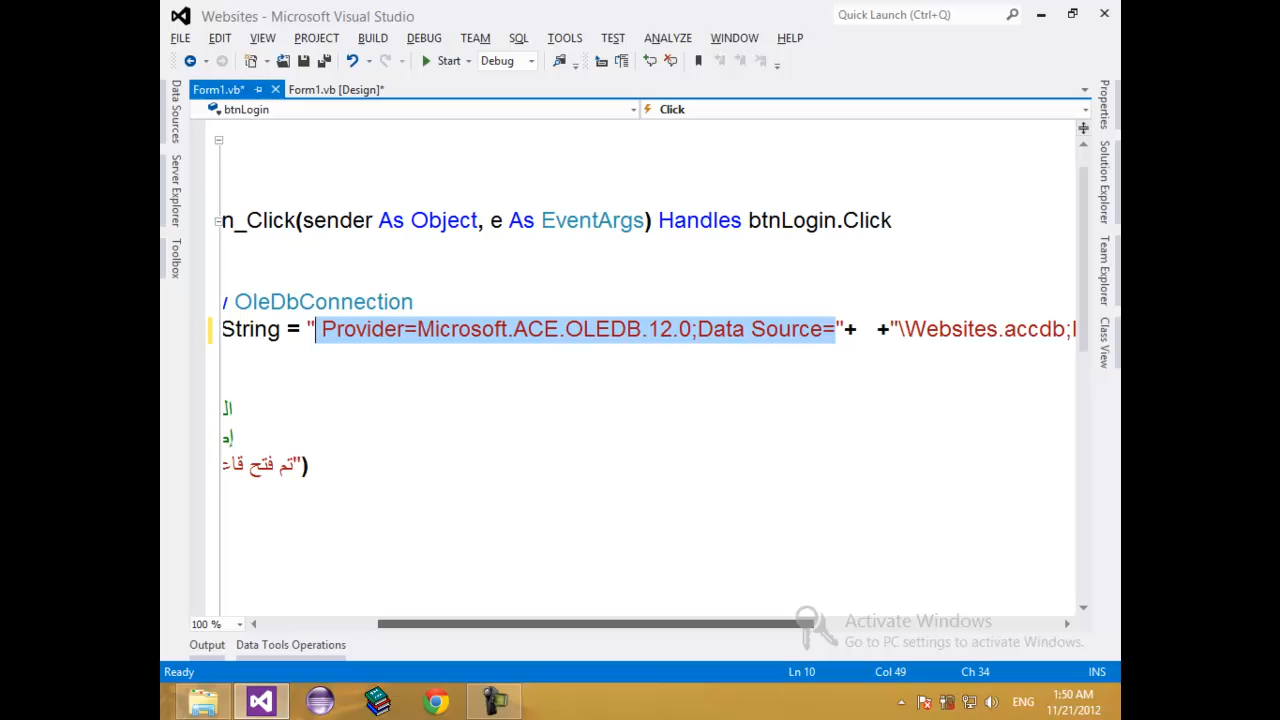 Websites - Microsoft Visual Studio
Quick Launch (Ctrl+Q)
FILE EDIT VIEW PROJECT BUILD DEBUG TEAM SQL TOOLS TEST ANALYZE WINDOW HELP
Start Debug
Form1.vb* Form1.vb [Design]*
btnLogin Click
Data Sources
Server Explorer
Toolbox
n_Click(sender As Object, e As EventArgs) Handles btnLogin.Click
OleDbConnection
String = " Provider=Microsoft.ACE.OLEDB.12.0;Data Source="+ +"\Websites.accdb;
ال
"تم فتح قاع")
Properties
Solution Explorer
Team Explorer
Class View
100 %
Activate Windows
Go to PC settings to activate Windows.
Output Data Tools Operations
Ready Ln 10 Col 49 Ch 34 INS
ENG
1:50 AM
11/21/2012